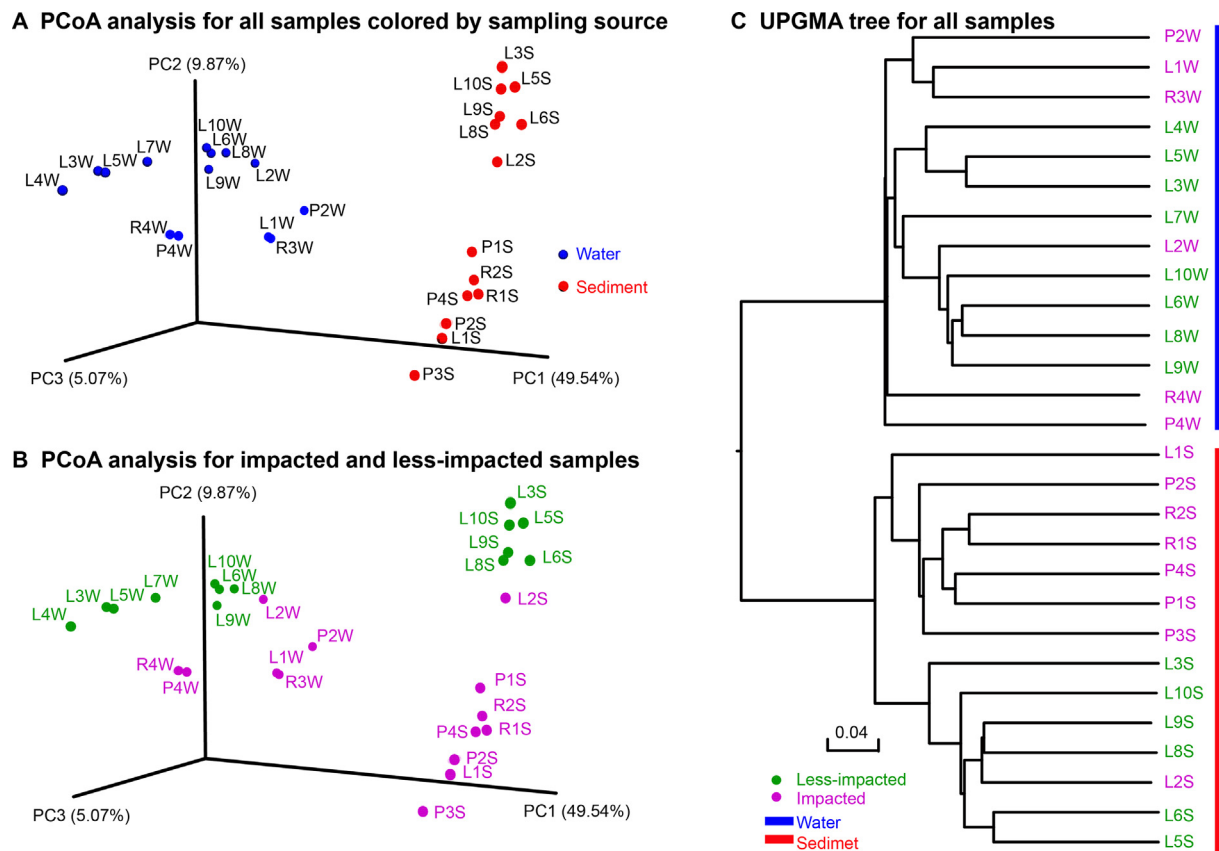 A PCoA analysis for all samples colored by sampling source
PC2 (9.87%)
L3S
L10S
L5S
L9S
L8S
L6S
L2S
L10W
L6W
L7W
L8W
L3W
L5W
L4W
L9W
L2W
R4W
P4W
L1W
P2W
R3W
P1S
R2S
P4S
R1S
P2S
L1S
P3S
Water
Sediment
PC3 (5.07%)
PC1 (49.54%)
B PCoA analysis for impacted and less-impacted samples
PC2 (9.87%)
L3S
L10S
L5S
L9S
L8S
L6S
L2S
L10W
L6W
L7W
L8W
L3W
L5W
L4W
L9W
L2W
R4W
P4W
L1W
P2W
R3W
P1S
R2S
P4S
R1S
P2S
L1S
P3S
PC3 (5.07%)
PC1 (49.54%)
C UPGMA tree for all samples
P2W
L1W
R3W
L4W
L5W
L3W
L7W
L2W
L10W
L6W
L8W
L9W
R4W
P4W
L1S
P2S
R2S
R1S
P4S
P1S
P3S
L3S
L10S
L9S
L8S
L2S
L6S
L5S
0.04
Less-impacted
Impacted
Water
Sedimet